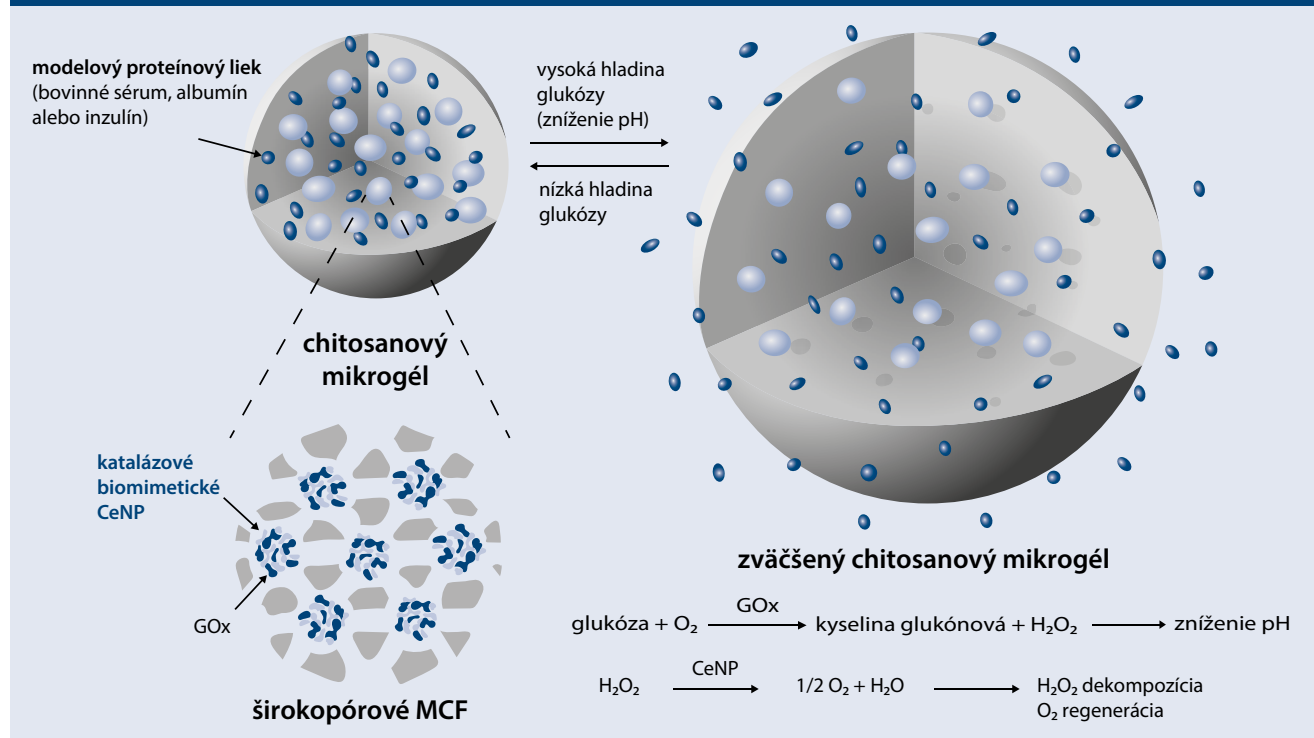 modelový proteínový liek
(bovinné sérum, albumín
alebo inzulín)
vysoká hladina
glukózy
(zníženie pH)
nízká hladina
glukózy
chitosanový
mikrogél
katalázové
biomimetické
CeNP
GOx
širokopórové MCF
zväčšený chitosanový mikrogél
glukóza + O₂ GOx kyselina glukónová + H₂O₂ zníženie pH
H₂O₂ CeNP 1/2 O₂ + H₂O H₂O₂ dekompozícia
O₂ regenerácia